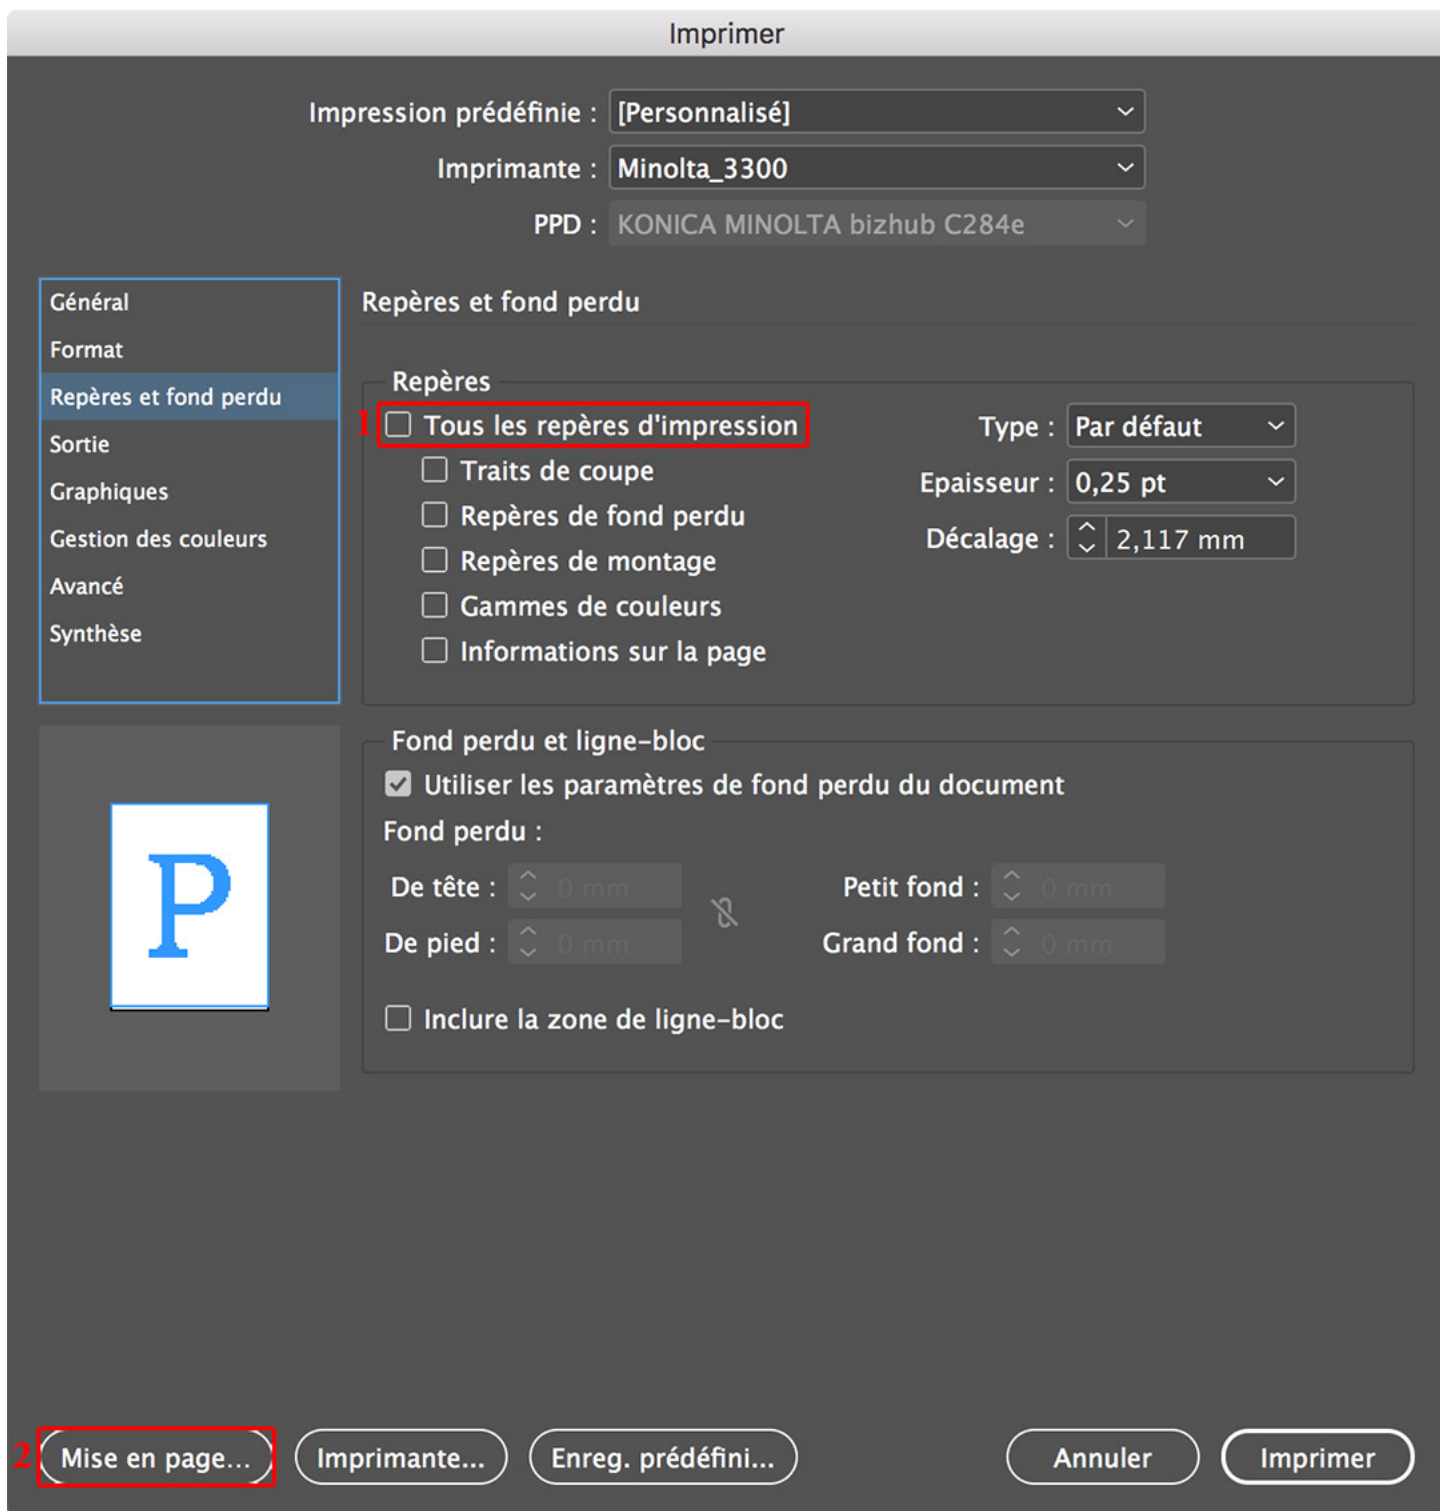 Imprimer
Impression prédéfinie : [Personnalisé]
Imprimante : Minolta_3300
PPD : KONICA MINOLTA bizhub C284e
Général
Format
Repères et fond perdu
Sortie
Graphiques
Gestion des couleurs
Avancé
Synthèse
Repères et fond perdu
Repères
1 Tous les repères d'impression
Traits de coupe
Repères de fond perdu
Repères de montage
Gammes de couleurs
Informations sur la page
Type : Par défaut
Epaisseur : 0,25 pt
Décalage : 2,117 mm
P
Fond perdu et ligne-bloc
Utiliser les paramètres de fond perdu du document
Fond perdu :
De tête : 0 mm
Petit fond : 0 mm
De pied : 0 mm
Grand fond : 0 mm
Inclure la zone de ligne-bloc
2 Mise en page... Imprimante... Enreg. prédéfini... Annuler Imprimer